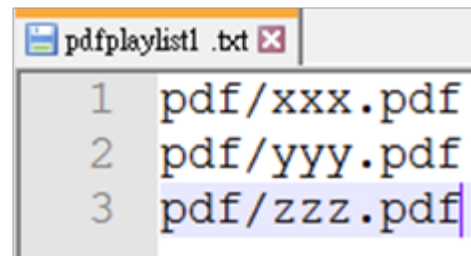 pdfplaylist1 .txt
1 pdf/xxx.pdf
2 pdf/yyy.pdf
3 pdf/zzz.pdf